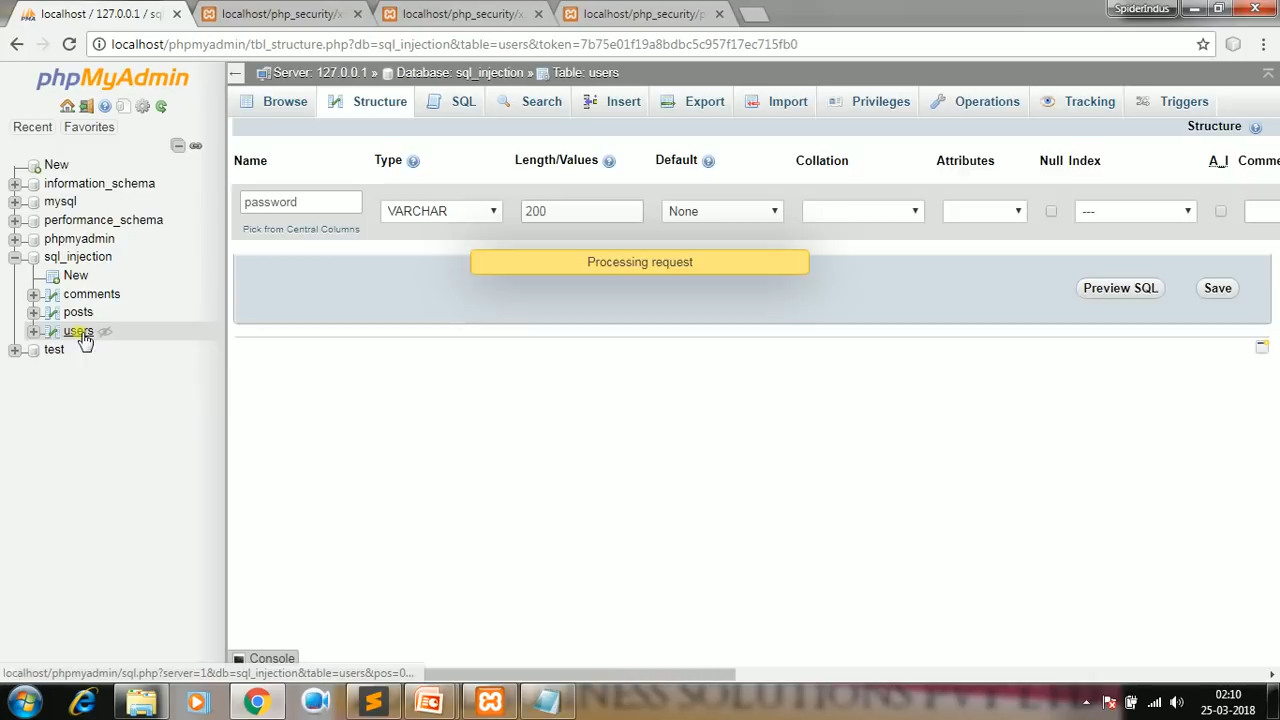 localhost / 127.0.0.1 / sq
localhost/php_security/x
localhost/php_security/x
localhost/php_security/p
SpiderIndus
localhost/phpmyadmin/tbl_structure.php?db=sql_injection&table=users&token=7b75e01f19a8bdbc5c957f17ec715fb0
phpMyAdmin
Server: 127.0.0.1 » Database: sql_injection » Table: users
Browse Structure SQL Search Insert Export Import Privileges Operations Tracking Triggers
Recent Favorites
Structure
Name Type Length/Values Default Collation Attributes Null Index A_I Comme
New
information_schema
mysql
performance_schema
phpmyadmin
sql_injection
New
comments
posts
users
test
password VARCHAR 200 None ---
Pick from Central Columns
Processing request
Preview SQL Save
Console
localhost/phpmyadmin/sql.php?server=1&db=sql_injection&table=users&pos=0...
02:10
25-03-2018